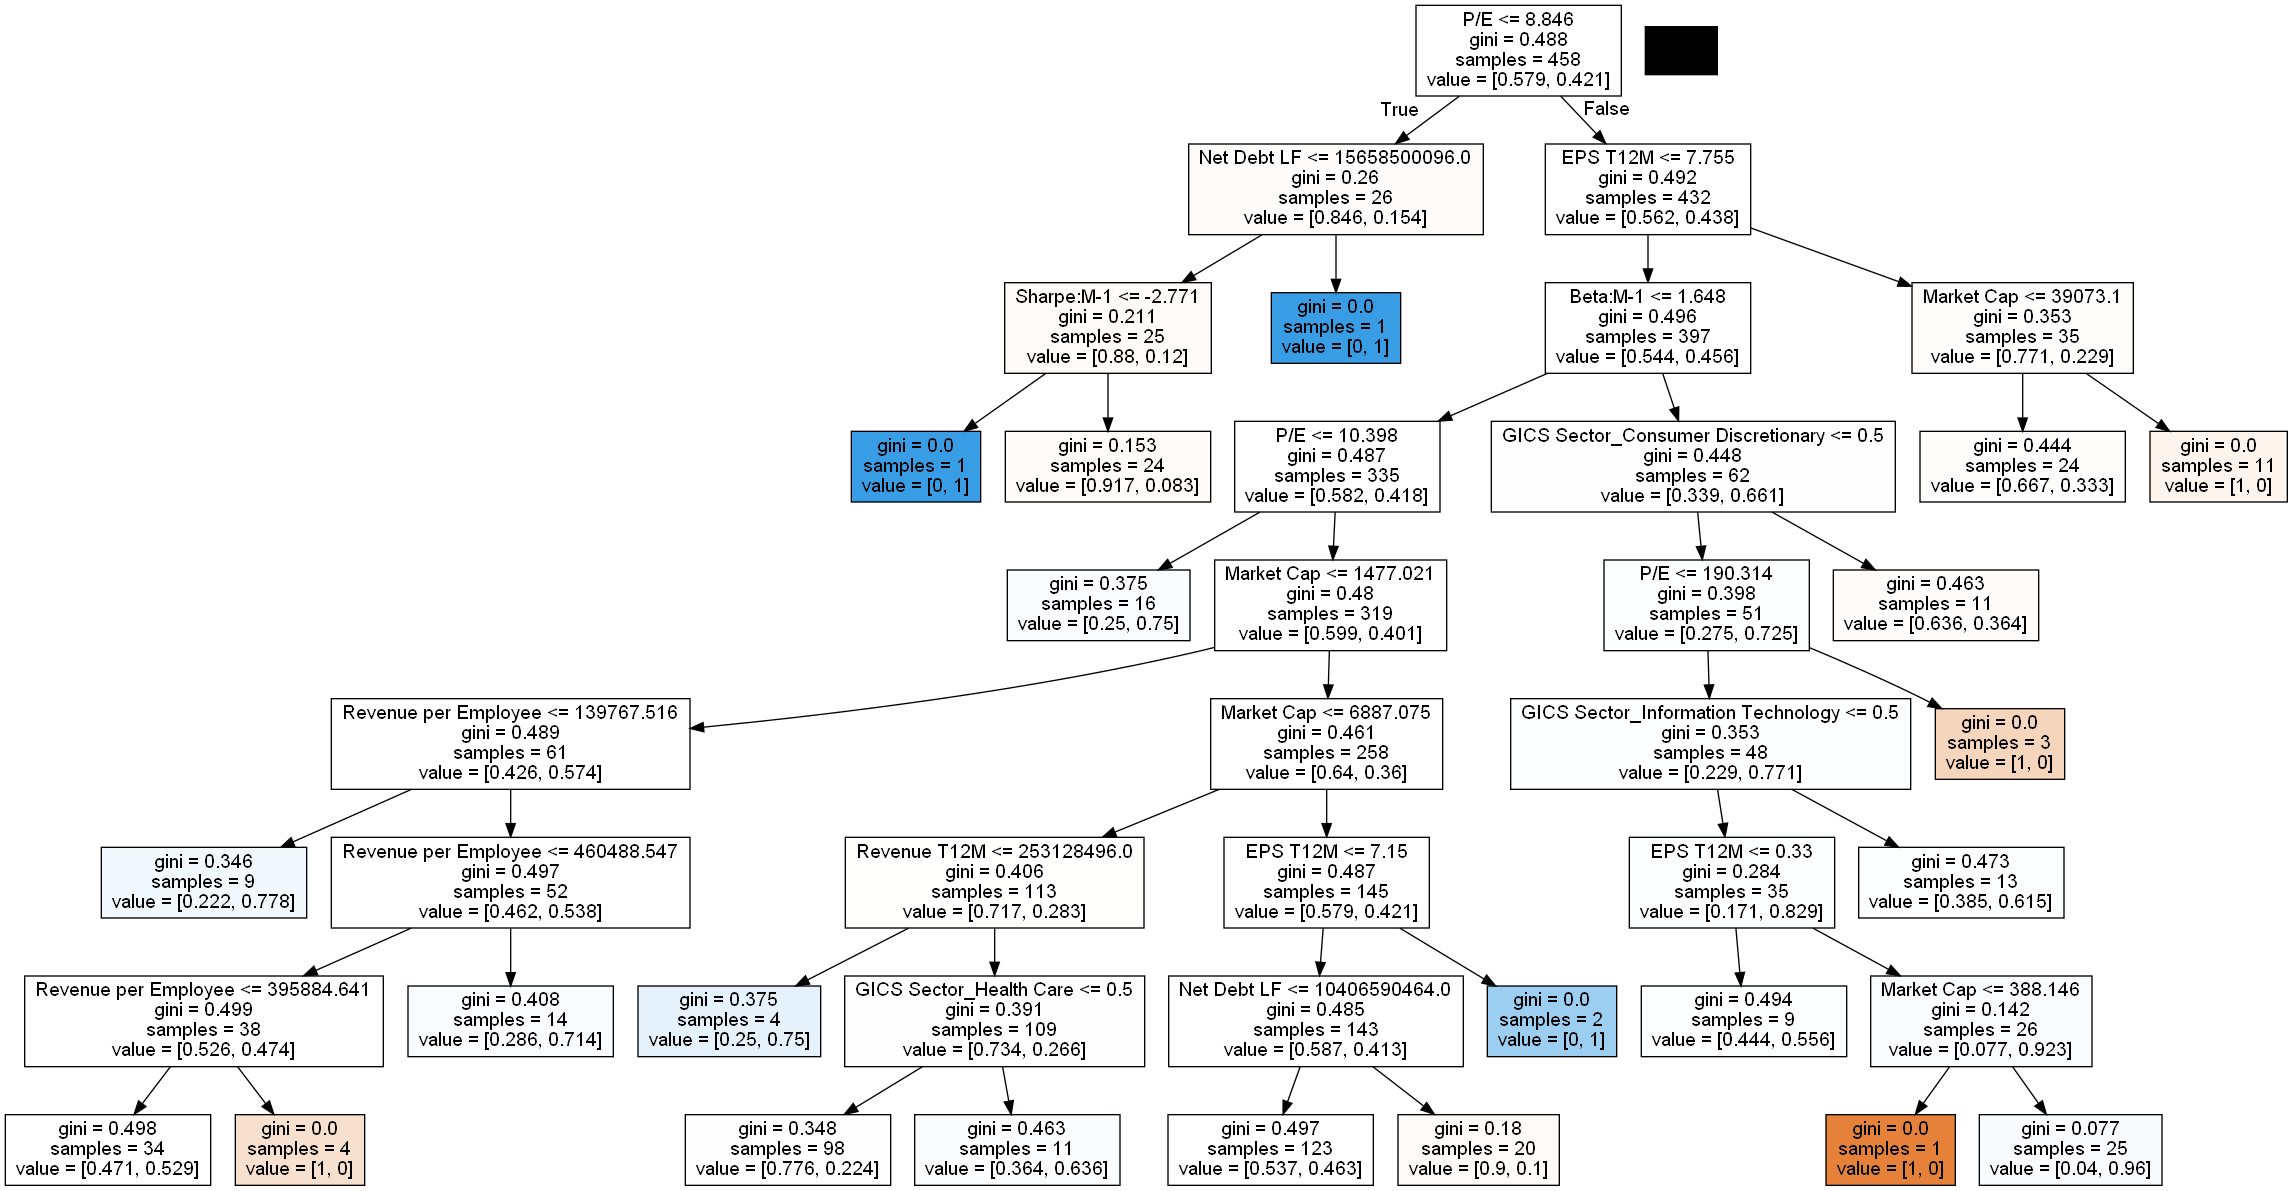 P/E <= 8.846
gini = 0.488
samples = 458
value = [0.579, 0.421]
True
False
Net Debt LF <= 15658500096.0
gini = 0.26
samples = 26
value = [0.846, 0.154]
EPS T12M <= 7.755
gini = 0.492
samples = 432
value = [0.562, 0.438]
Sharpe:M-1 <= -2.771
gini = 0.211
samples = 25
value = [0.88, 0.12]
gini = 0.0
samples = 1
value = [0, 1]
Beta:M-1 <= 1.648
gini = 0.496
samples = 397
value = [0.544, 0.456]
Market Cap <= 39073.1
gini = 0.353
samples = 35
value = [0.771, 0.229]
gini = 0.0
samples = 1
value = [0, 1]
gini = 0.153
samples = 24
value = [0.917, 0.083]
P/E <= 10.398
gini = 0.487
samples = 335
value = [0.582, 0.418]
GICS Sector_Consumer Discretionary <= 0.5
gini = 0.448
samples = 62
value = [0.339, 0.661]
gini = 0.444
samples = 24
value = [0.667, 0.333]
gini = 0.0
samples = 11
value = [1, 0]
gini = 0.375
samples = 16
value = [0.25, 0.75]
Market Cap <= 1477.021
gini = 0.48
samples = 319
value = [0.599, 0.401]
P/E <= 190.314
gini = 0.398
samples = 51
value = [0.275, 0.725]
gini = 0.463
samples = 11
value = [0.636, 0.364]
Revenue per Employee <= 139767.516
gini = 0.489
samples = 61
value = [0.426, 0.574]
Market Cap <= 6887.075
gini = 0.461
samples = 258
value = [0.64, 0.36]
GICS Sector_Information Technology <= 0.5
gini = 0.353
samples = 48
value = [0.229, 0.771]
gini = 0.0
samples = 3
value = [1, 0]
gini = 0.346
samples = 9
value = [0.222, 0.778]
Revenue per Employee <= 460488.547
gini = 0.497
samples = 52
value = [0.462, 0.538]
Revenue T12M <= 253128496.0
gini = 0.406
samples = 113
value = [0.717, 0.283]
EPS T12M <= 7.15
gini = 0.487
samples = 145
value = [0.579, 0.421]
EPS T12M <= 0.33
gini = 0.284
samples = 35
value = [0.171, 0.829]
gini = 0.473
samples = 13
value = [0.385, 0.615]
Revenue per Employee <= 395884.641
gini = 0.499
samples = 38
value = [0.526, 0.474]
gini = 0.408
samples = 14
value = [0.286, 0.714]
gini = 0.375
samples = 4
value = [0.25, 0.75]
GICS Sector_Health Care <= 0.5
gini = 0.391
samples = 109
value = [0.734, 0.266]
Net Debt LF <= 10406590464.0
gini = 0.485
samples = 143
value = [0.587, 0.413]
gini = 0.0
samples = 2
value = [0, 1]
gini = 0.494
samples = 9
value = [0.444, 0.556]
Market Cap <= 388.146
gini = 0.142
samples = 26
value = [0.077, 0.923]
gini = 0.498
samples = 34
value = [0.471, 0.529]
gini = 0.0
samples = 4
value = [1, 0]
gini = 0.348
samples = 98
value = [0.776, 0.224]
gini = 0.463
samples = 11
value = [0.364, 0.636]
gini = 0.497
samples = 123
value = [0.537, 0.463]
gini = 0.18
samples = 20
value = [0.9, 0.1]
gini = 0.0
samples = 1
value = [1, 0]
gini = 0.077
samples = 25
value = [0.04, 0.96]